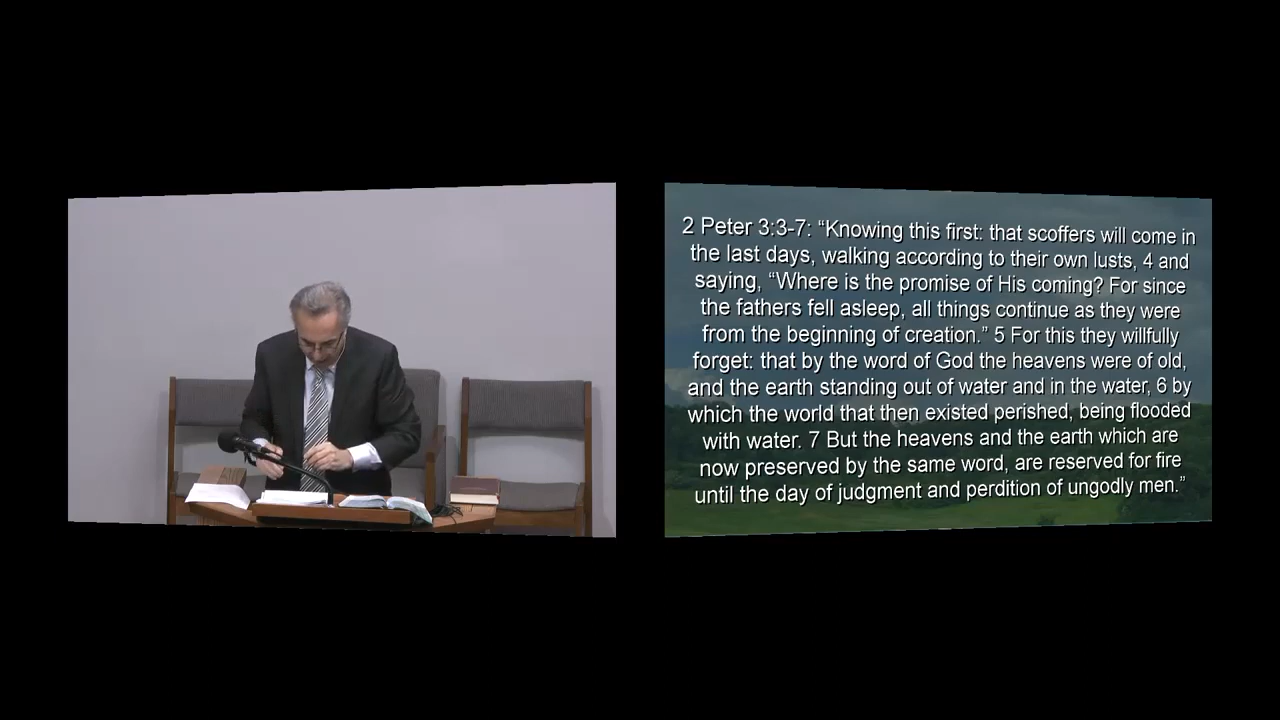 2 Peter 3:3-7: “Knowing this first: that scoffers will come in
the last days, walking according to their own lusts, 4 and
saying, “Where is the promise of His coming? For since
the fathers fell asleep, all things continue as they were
from the beginning of creation.” 5 For this they willfully
forget: that by the word of God the heavens were of old,
and the earth standing out of water and in the water, 6 by
which the world that then existed perished, being flooded
with water. 7 But the heavens and the earth which are
now preserved by the same word, are reserved for fire
until the day of judgment and perdition of ungodly men.”